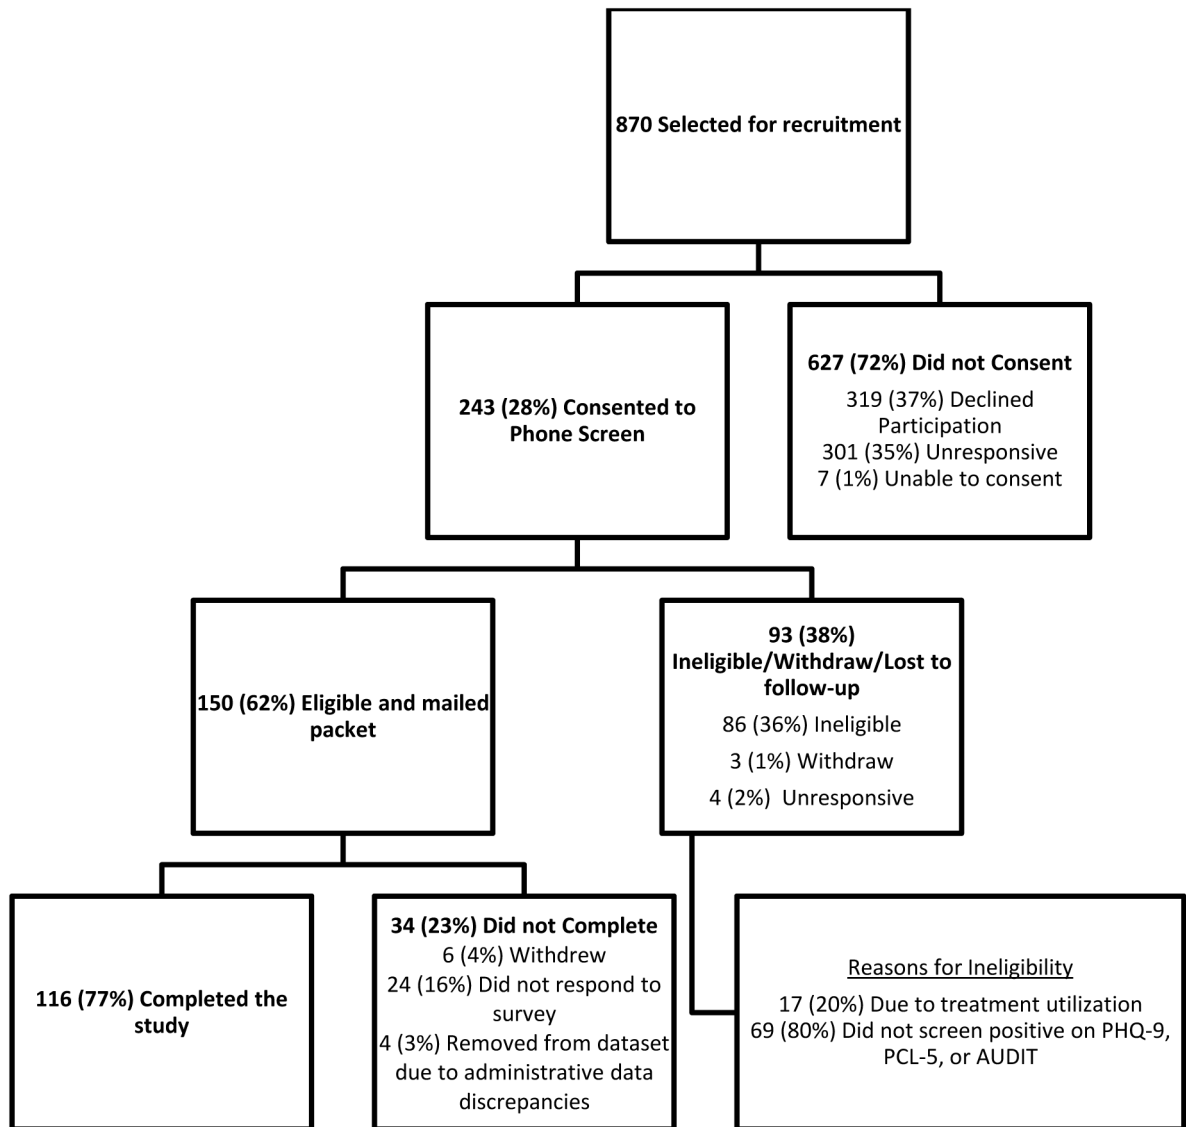 870 Selected for recruitment
243 (28%) Consented to
Phone Screen
627 (72%) Did not Consent
319 (37%) Declined
Participation
301 (35%) Unresponsive
7 (1%) Unable to consent
150 (62%) Eligible and mailed
packet
93 (38%)
Ineligible/Withdraw/Lost to
follow-up
86 (36%) Ineligible
3 (1%) Withdraw
4 (2%) Unresponsive
116 (77%) Completed the
study
34 (23%) Did not Complete
6 (4%) Withdrew
24 (16%) Did not respond to
survey
4 (3%) Removed from dataset
due to administrative data
discrepancies
Reasons for Ineligibility
17 (20%) Due to treatment utilization
69 (80%) Did not screen positive on PHQ-9,
PCL-5, or AUDIT